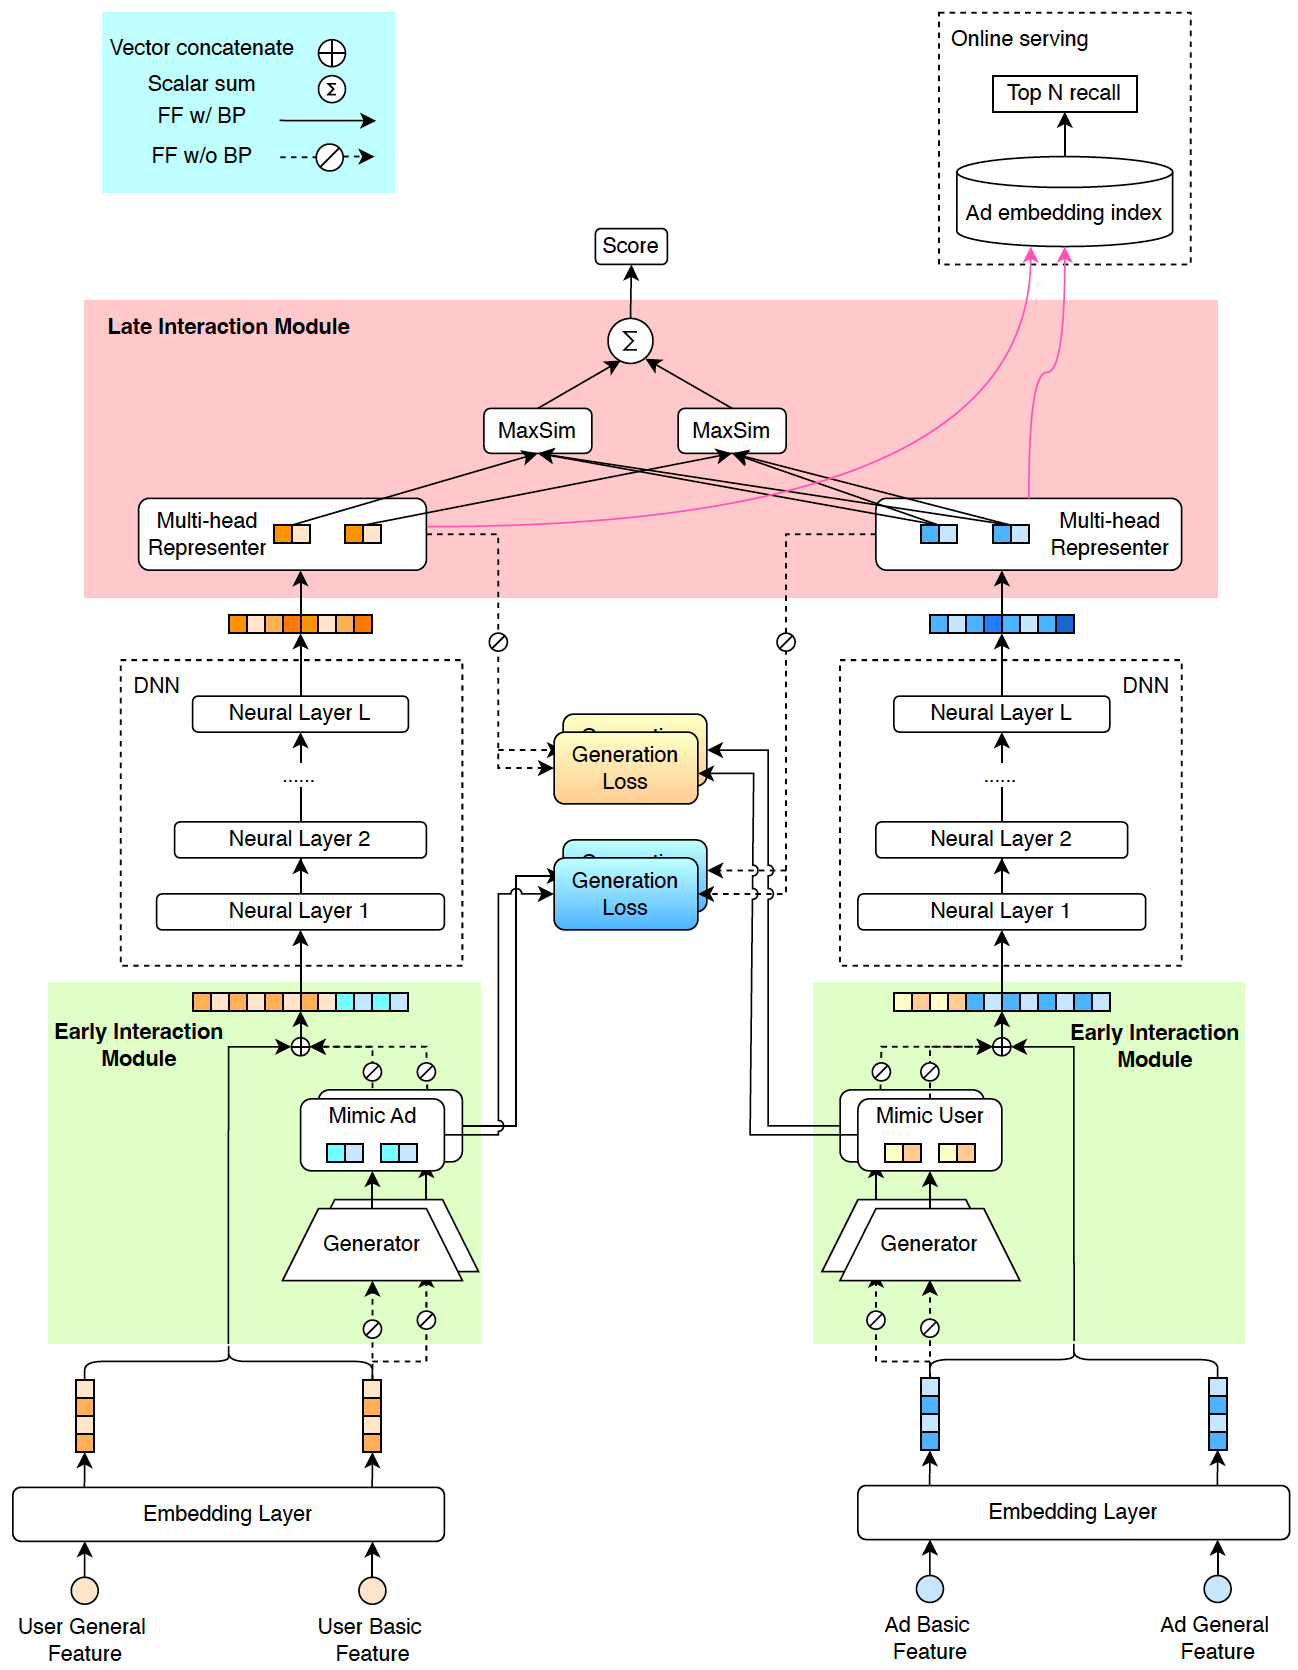 Vector concatenate
Scalar sum
Σ
FF w/ BP
FF w/o BP
Online serving
Top N recall
Ad embedding index
Score
Late Interaction Module
Σ
MaxSim
MaxSim
Multi-head
Representer
Multi-head
Representer
DNN
Neural Layer L
......
Neural Layer 2
Neural Layer 1
DNN
Neural Layer L
......
Neural Layer 2
Neural Layer 1
Generation
Loss
Generation
Loss
Early Interaction
Module
Mimic Ad
Generator
Early Interaction
Module
Mimic User
Generator
Embedding Layer
Embedding Layer
User General
Feature
User Basic
Feature
Ad Basic
Feature
Ad General
Feature